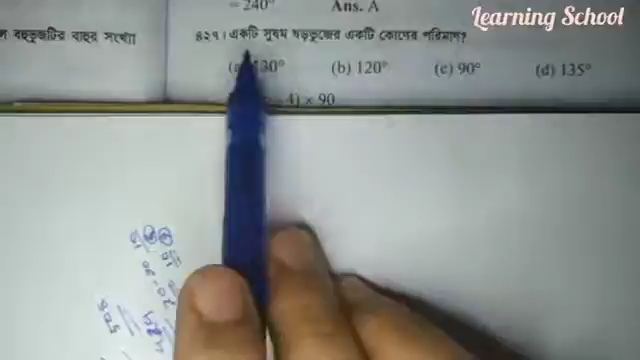 = 240° Ans. A
Learning School
বহুভুজটির বাহুর সংখ্যা
৪২৭। একটি সুষম ষড়ভুজের একটি কোণের পরিমাণ?
130° (b) 120° (c) 90° (d) 135°
4) × 90